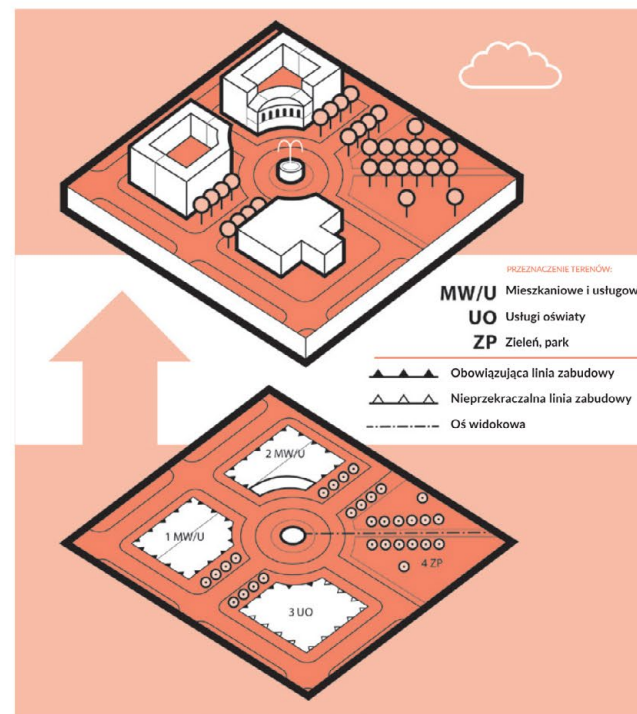 PRZEZNACZENIE TERENÓW:
MW/U Mieszkaniowe i usługow
UO Usługi oświaty
ZP Zieleń, park
Obowiązująca linia zabudowy
Nieprzekraczalna linia zabudowy
Oś widokowa
2 MW/U
1 MW/U
4 ZP
3 UO